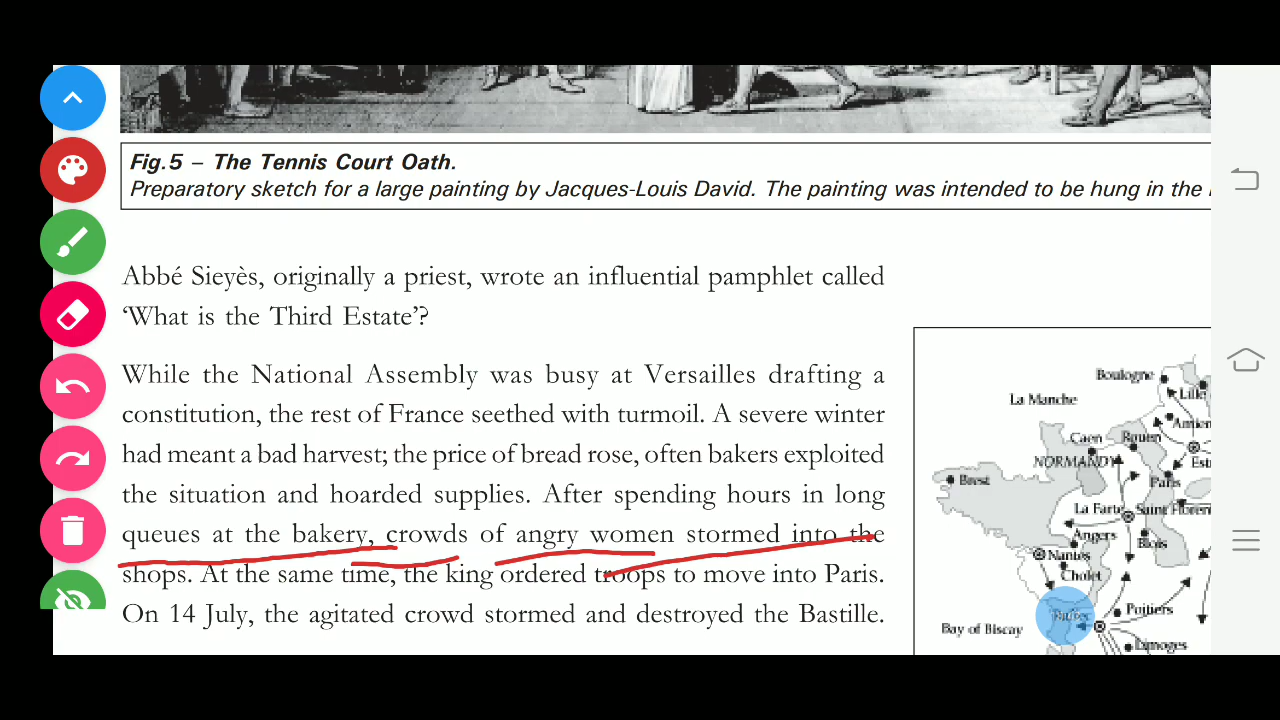 Fig.5 – The Tennis Court Oath.
Preparatory sketch for a large painting by Jacques-Louis David. The painting was intended to be hung in the
Abbé Sieyès, originally a priest, wrote an influential pamphlet called
‘What is the Third Estate’?
While the National Assembly was busy at Versailles drafting a
constitution, the rest of France seethed with turmoil. A severe winter
had meant a bad harvest; the price of bread rose, often bakers exploited
the situation and hoarded supplies. After spending hours in long
queues at the bakery, crowds of angry women stormed into the
shops. At the same time, the king ordered troops to move into Paris.
On 14 July, the agitated crowd stormed and destroyed the Bastille.
Boulogne
Lille
La Manche
Amien
Caen
Rouen
NORMANDY
Est
Brest
Paris
La Farte
Saint Floren
Angers
Blois
Nantes
Cholet
Poitiers
Bay of Biscay
Limoges